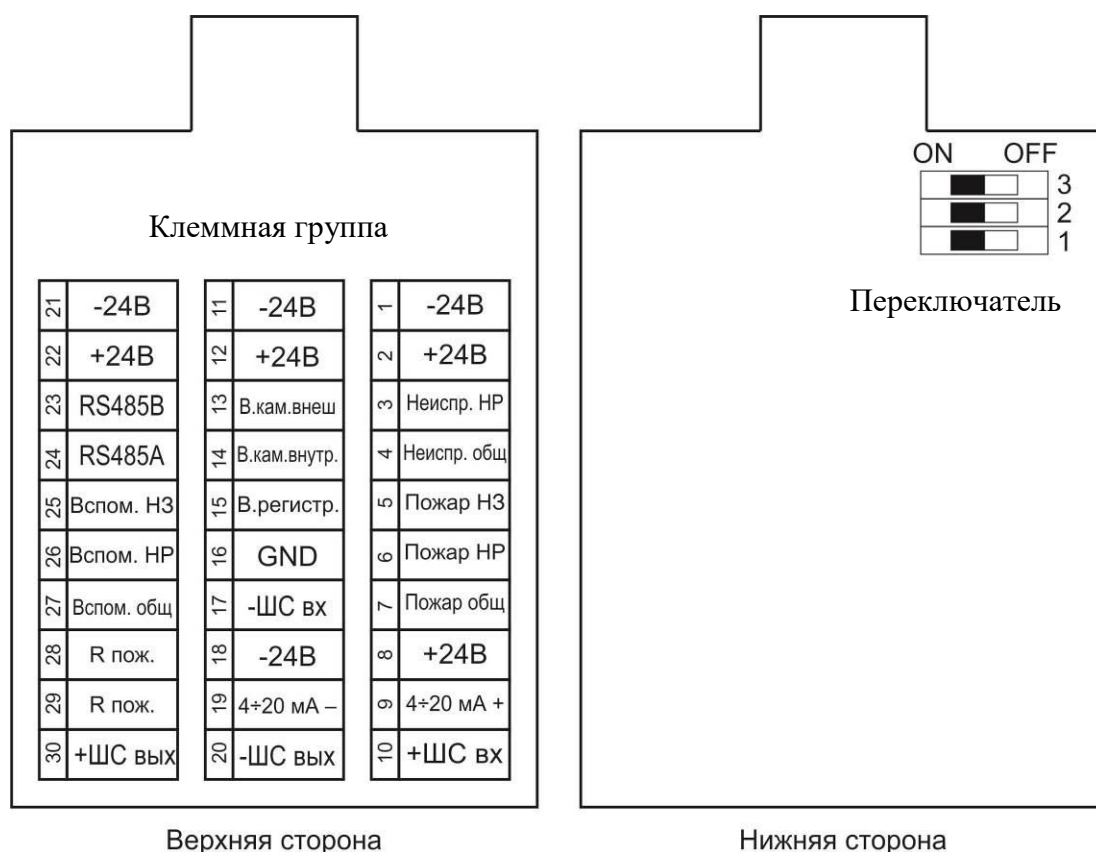 ON OFF
3
2
1
Клеммная группа
Переключатель
21 -24В 11 -24В 1 -24В
22 +24В 12 +24В 2 +24В
23 RS485В 13 В.кам.внеш 3 Неиспр. НР
24 RS485А 14 В.кам.внутр. 4 Неиспр. общ
25 Вспом. НЗ 15 В.регистр. 5 Пожар НЗ
26 Вспом. НР 16 GND 6 Пожар НР
27 Вспом. общ 17 -ШС вх 7 Пожар общ
28 R пож. 18 -24В 8 +24В
29 R пож. 19 4÷20 мА – 9 4÷20 мА +
30 +ШС вых 20 -ШС вых 10 +ШС вх
Верхняя сторона Нижняя сторона